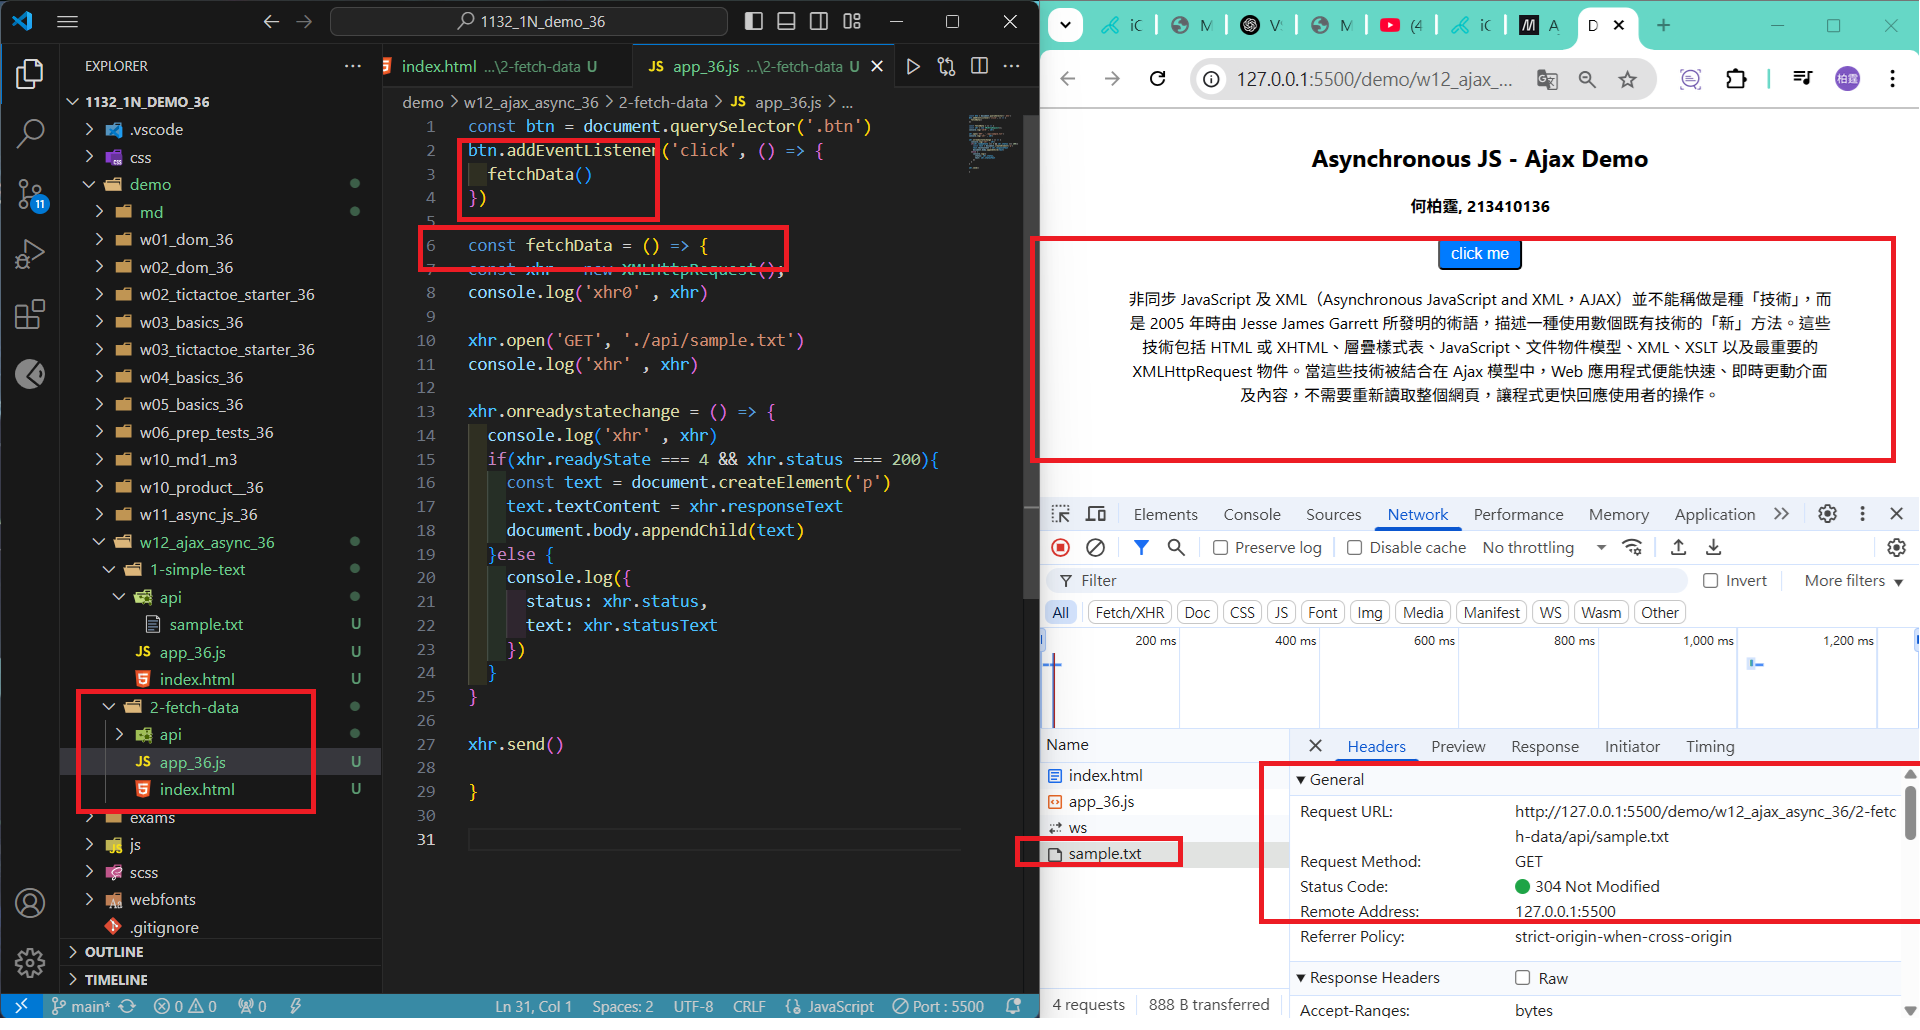 1132_1N_demo_36
EXPLORER
1132_1N_DEMO_36
.vscode
css
demo
md
w01_dom_36
w02_dom_36
w02_tictactoe_starter_36
w03_basics_36
w03_tictactoe_starter_36
w04_basics_36
w05_basics_36
w06_prep_tests_36
w10_md1_m3
w10_product__36
w11_async_js_36
w12_ajax_async_36
1-simple-text
api
sample.txt U
JS app_36.js U
index.html U
2-fetch-data
api
JS app_36.js U
index.html U
exams
js
scss
webfonts
.gitignore
OUTLINE
TIMELINE
11
index.html ...\2-fetch-data U
JS app_36.js ...\2-fetch-data U
demo > w12_ajax_async_36 > 2-fetch-data > JS app_36.js > ...
1 const btn = document.querySelector('.btn')
2 btn.addEventListener('click', () => {
3 fetchData()
4 })
5
6 const fetchData = () => {
7 const xhr = new XMLHttpRequest();
8 console.log('xhr0' , xhr)
9
10 xhr.open('GET', './api/sample.txt')
11 console.log('xhr' , xhr)
12
13 xhr.onreadystatechange = () => {
14 console.log('xhr' , xhr)
15 if(xhr.readyState === 4 && xhr.status === 200){
16 const text = document.createElement('p')
17 text.textContent = xhr.responseText
18 document.body.appendChild(text)
19 }else {
20 console.log({
21 status: xhr.status,
22 text: xhr.statusText
23 })
24 }
25 }
26
27 xhr.send()
28
29 }
30
31
main* 0 0 0 Ln 31, Col 1 Spaces: 2 UTF-8 CRLF {} JavaScript Port : 5500
iC M VS M (4 iC M A D
127.0.0.1:5500/demo/w12_ajax_...
柏霆
Asynchronous JS - Ajax Demo
何柏霆, 213410136
click me
非同步 JavaScript 及 XML（Asynchronous JavaScript and XML，AJAX）並不能稱做是種「技術」，而
是 2005 年時由 Jesse James Garrett 所發明的術語，描述一種使用數個既有技術的「新」方法。這些
技術包括 HTML 或 XHTML、層疊樣式表、JavaScript、文件物件模型、XML、XSLT 以及最重要的
XMLHttpRequest 物件。當這些技術被結合在 Ajax 模型中，Web 應用程式便能快速、即時更動介面
及內容，不需要重新讀取整個網頁，讓程式更快回應使用者的操作。
Elements Console Sources Network Performance Memory Application
Preserve log Disable cache No throttling
Filter Invert More filters
All Fetch/XHR Doc CSS JS Font Img Media Manifest WS Wasm Other
200 ms 400 ms 600 ms 800 ms 1,000 ms 1,200 ms
Name
index.html
app_36.js
ws
sample.txt
Headers Preview Response Initiator Timing
General
Request URL: http://127.0.0.1:5500/demo/w12_ajax_async_36/2-fetc
h-data/api/sample.txt
Request Method: GET
Status Code: 304 Not Modified
Remote Address: 127.0.0.1:5500
Referrer Policy: strict-origin-when-cross-origin
Response Headers Raw
Accept-Ranges: bytes
4 requests 888 B transferred